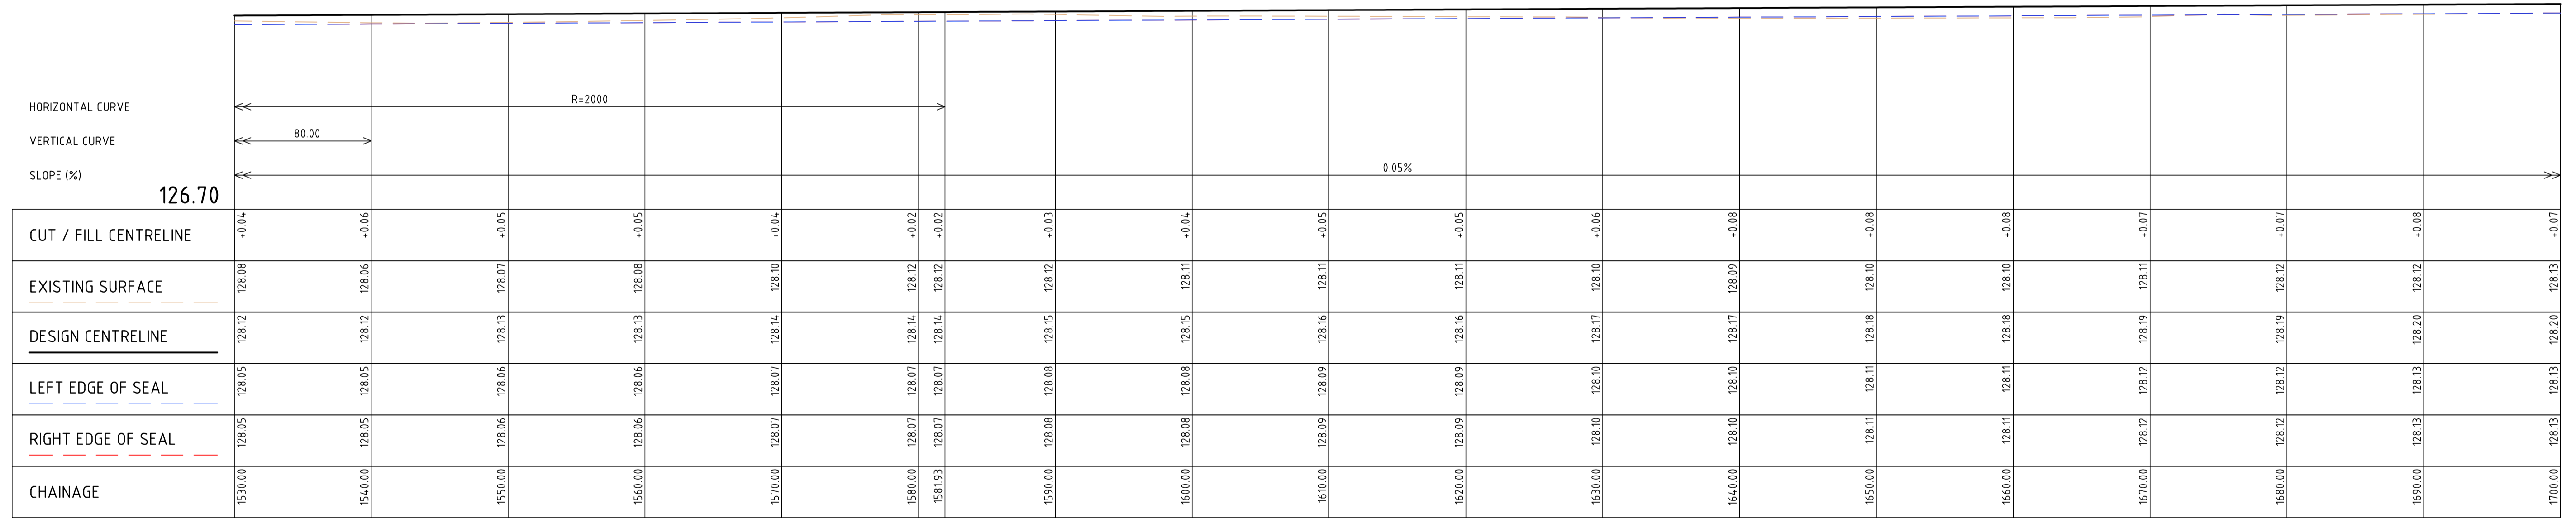 HORIZONTAL CURVE R=2000
VERTICAL CURVE 80.00
SLOPE (%) 0.05%
126.70
CUT / FILL CENTRELINE +0.04 +0.06 +0.05 +0.05 +0.04 +0.02 +0.02 +0.03 +0.04 +0.05 +0.05 +0.06 +0.08 +0.08 +0.08 +0.07 +0.07 +0.08 +0.07
EXISTING SURFACE 128.08 128.06 128.07 128.08 128.10 128.12 128.12 128.12 128.11 128.11 128.11 128.10 128.09 128.10 128.10 128.11 128.12 128.12 128.13
DESIGN CENTRELINE 128.12 128.12 128.13 128.13 128.14 128.14 128.14 128.15 128.15 128.16 128.16 128.17 128.17 128.18 128.18 128.19 128.19 128.20 128.20
LEFT EDGE OF SEAL 128.05 128.05 128.06 128.06 128.07 128.07 128.07 128.08 128.08 128.09 128.09 128.10 128.10 128.11 128.11 128.12 128.12 128.13 128.13
RIGHT EDGE OF SEAL 128.05 128.05 128.06 128.06 128.07 128.07 128.07 128.08 128.08 128.09 128.09 128.10 128.10 128.11 128.11 128.12 128.12 128.13 128.13
CHAINAGE 1530.00 1540.00 1550.00 1560.00 1570.00 1580.00 1581.93 1590.00 1600.00 1610.00 1620.00 1630.00 1640.00 1650.00 1660.00 1670.00 1680.00 1690.00 1700.00